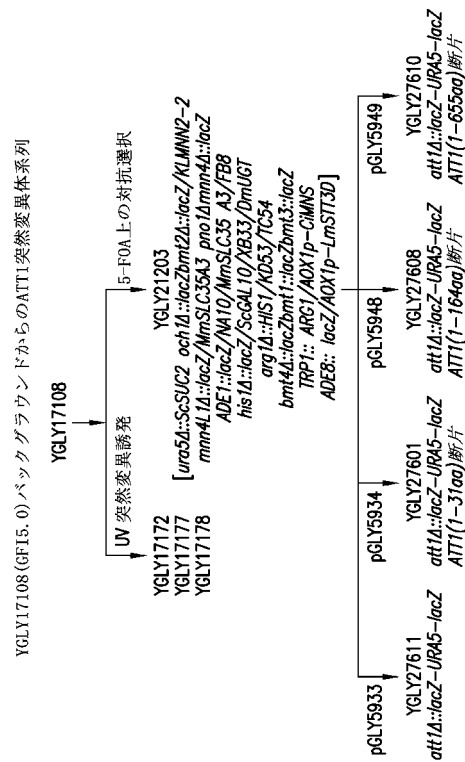 YGLY17108(GFI5.0)バックグラウンドからのATT1突然変異体系列
YGLY17108
UV 突然変異誘発
5-FOA上の対抗選択
YGLY17172
YGLY17177
YGLY17178
YGLY21203
[ura5Δ::ScSUC2 och1Δ::lacZbmt2Δ::lacZ/KLMNN2-2
mnn4L1Δ::lacZ/MmSLC35A3 pno1Δmnn4Δ::lacZ
ADE1::lacZ/NA10/MmSLC35 A3/FB8
his1Δ::lacZ/ScGAL10/XB33/DmUGT
arg1Δ::HIS1/KD53/TC54
bmt4Δ::lacZbmt1::lacZbmt3::lacZ
TRP1:: ARG1/AOX1p-CiMNS
ADE8:: lacZ/AOX1p-LmSTT3D]
pGLY5933
pGLY5934
pGLY5948
pGLY5949
YGLY27611
att1Δ::lacZ-URA5-lacZ
YGLY27601
att1Δ::lacZ-URA5-lacZ
ATT1(1-31aa)断片
YGLY27608
att1Δ::lacZ-URA5-lacZ
ATT1(1-164aa)断片
YGLY27610
att1Δ::lacZ-URA5-lacZ
ATT1(1-655aa)断片